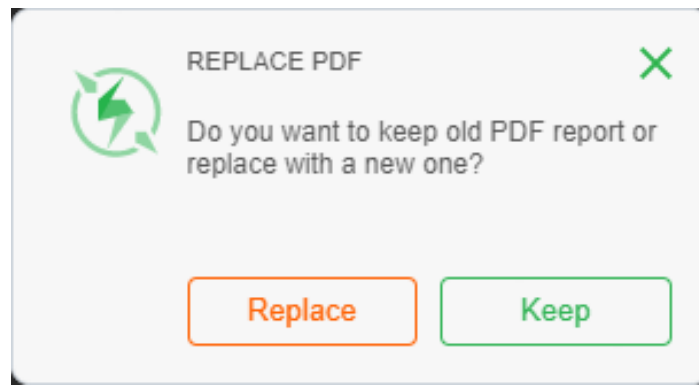 REPLACE PDF
Do you want to keep old PDF report or
replace with a new one?
Replace
Keep